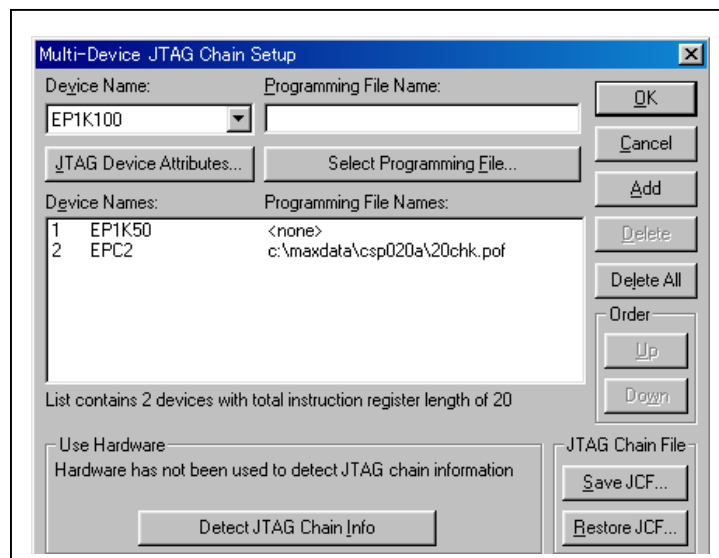 Multi-Device JTAG Chain Setup
Device Name:
Programming File Name:
EP1K100
JTAG Device Attributes...
Select Programming File...
Device Names:
Programming File Names:
1 EP1K50 <none>
2 EPC2 c:\maxdata\csp020a\20chk.pof
List contains 2 devices with total instruction register length of 20
Use Hardware
Hardware has not been used to detect JTAG chain information
Detect JTAG Chain Info
OK
Cancel
Add
Delete
Delete All
Order
Up
Down
JTAG Chain File
Save JCF...
Restore JCF...